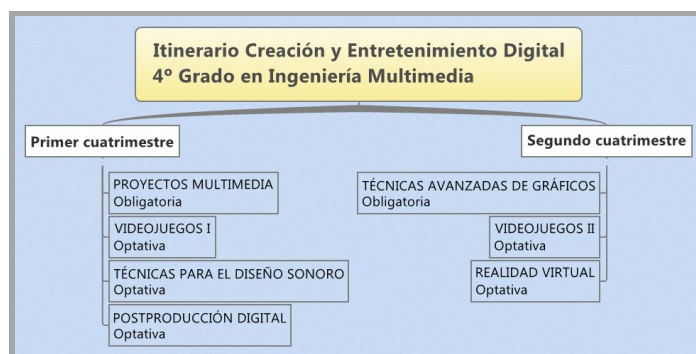 Itinerario Creación y Entretenimiento Digital
4º Grado en Ingeniería Multimedia
Primer cuatrimestre
PROYECTOS MULTIMEDIA
Obligatoria
VIDEOJUEGOS I
Optativa
TÉCNICAS PARA EL DISEÑO SONORO
Optativa
POSTPRODUCCIÓN DIGITAL
Optativa
Segundo cuatrimestre
TÉCNICAS AVANZADAS DE GRÁFICOS
Obligatoria
VIDEOJUEGOS II
Optativa
REALIDAD VIRTUAL
Optativa